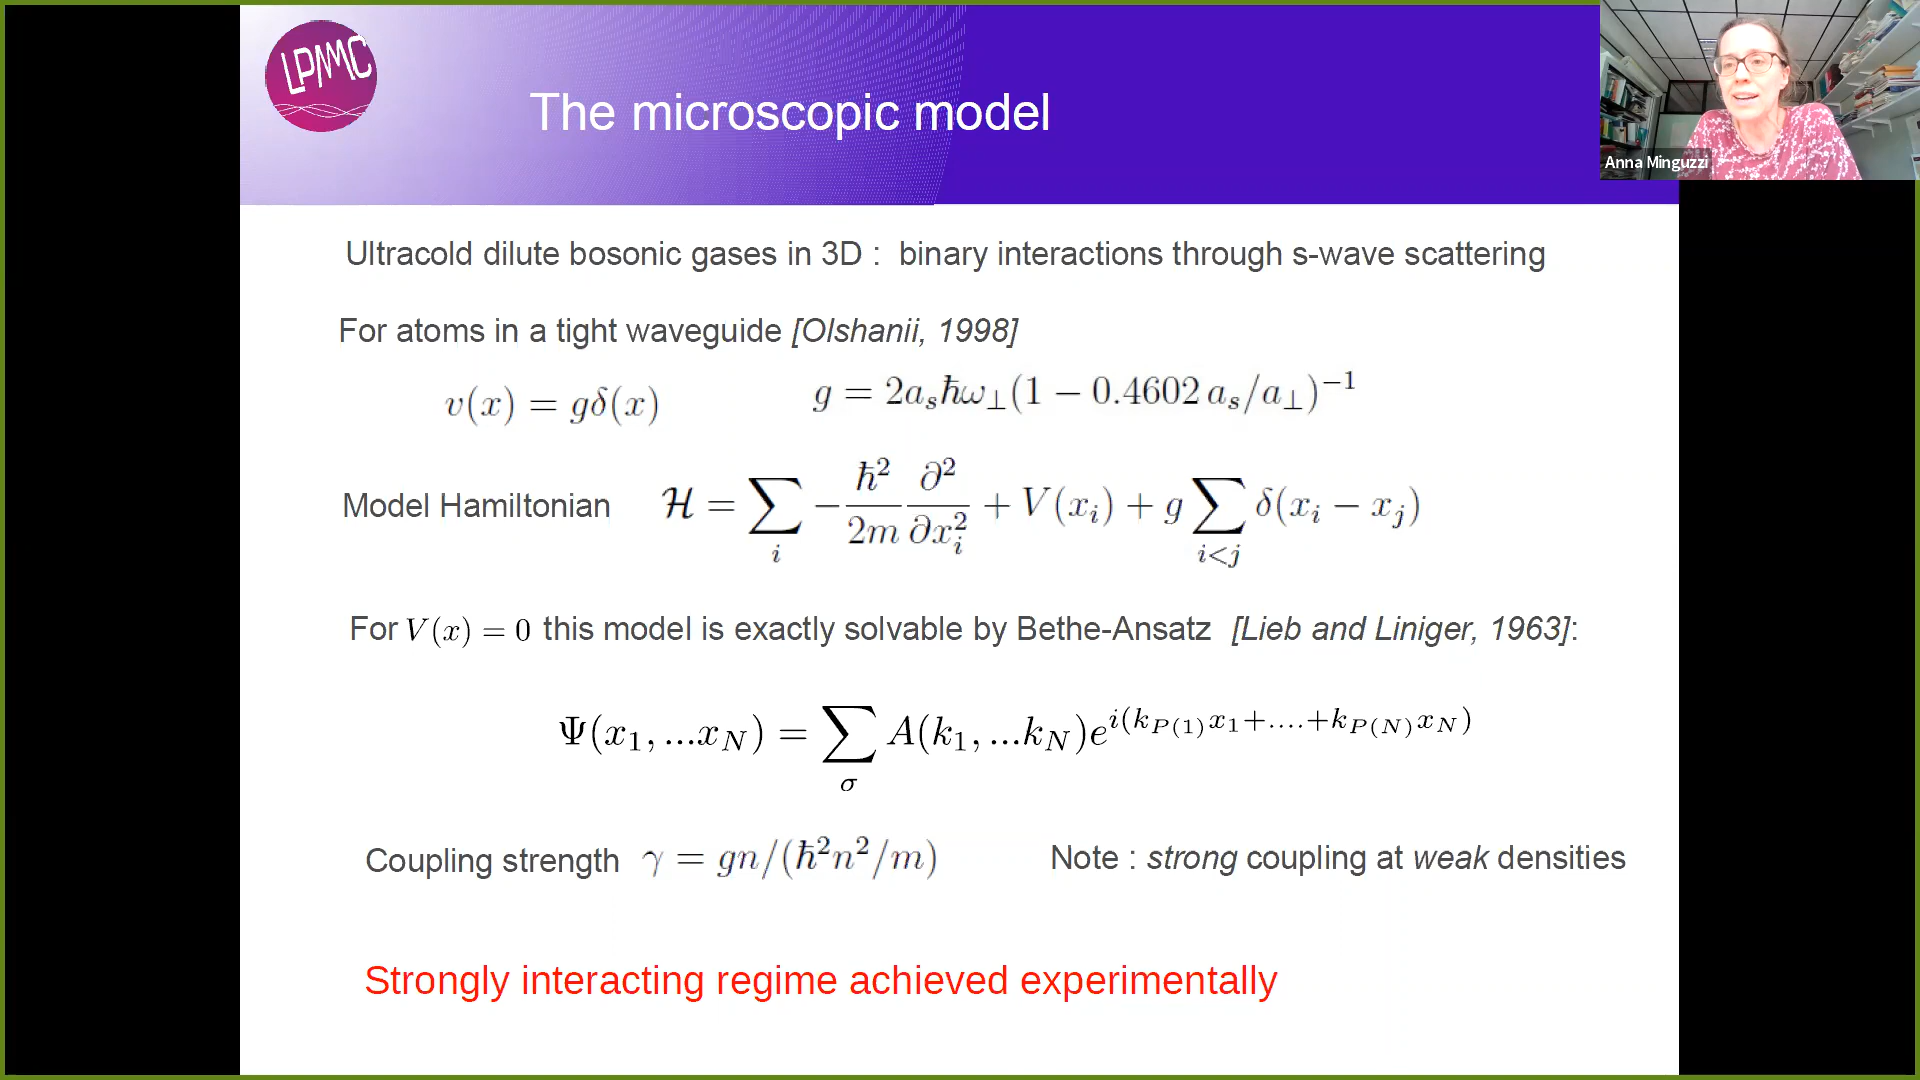 LPMMC
The microscopic model
Anna Minguzzi
Ultracold dilute bosonic gases in 3D : binary interactions through s-wave scattering
For atoms in a tight waveguide [Olshanii, 1998]
v(x) = gδ(x) g = 2a_sħω_⊥(1 − 0.4602 a_s/a_⊥)^{−1}
Model Hamiltonian ℋ = ∑_i −ħ²/2m ∂²/∂x_i² + V(x_i) + g ∑_{i<j} δ(x_i − x_j)
For V(x) = 0 this model is exactly solvable by Bethe-Ansatz [Lieb and Liniger, 1963]:
Ψ(x_1, ...x_N) = ∑_σ A(k_1, ...k_N)e^{i(k_{P(1)}x_1+....+k_{P(N)}x_N)}
Coupling strength γ = gn/(ħ²n²/m) Note : strong coupling at weak densities
Strongly interacting regime achieved experimentally